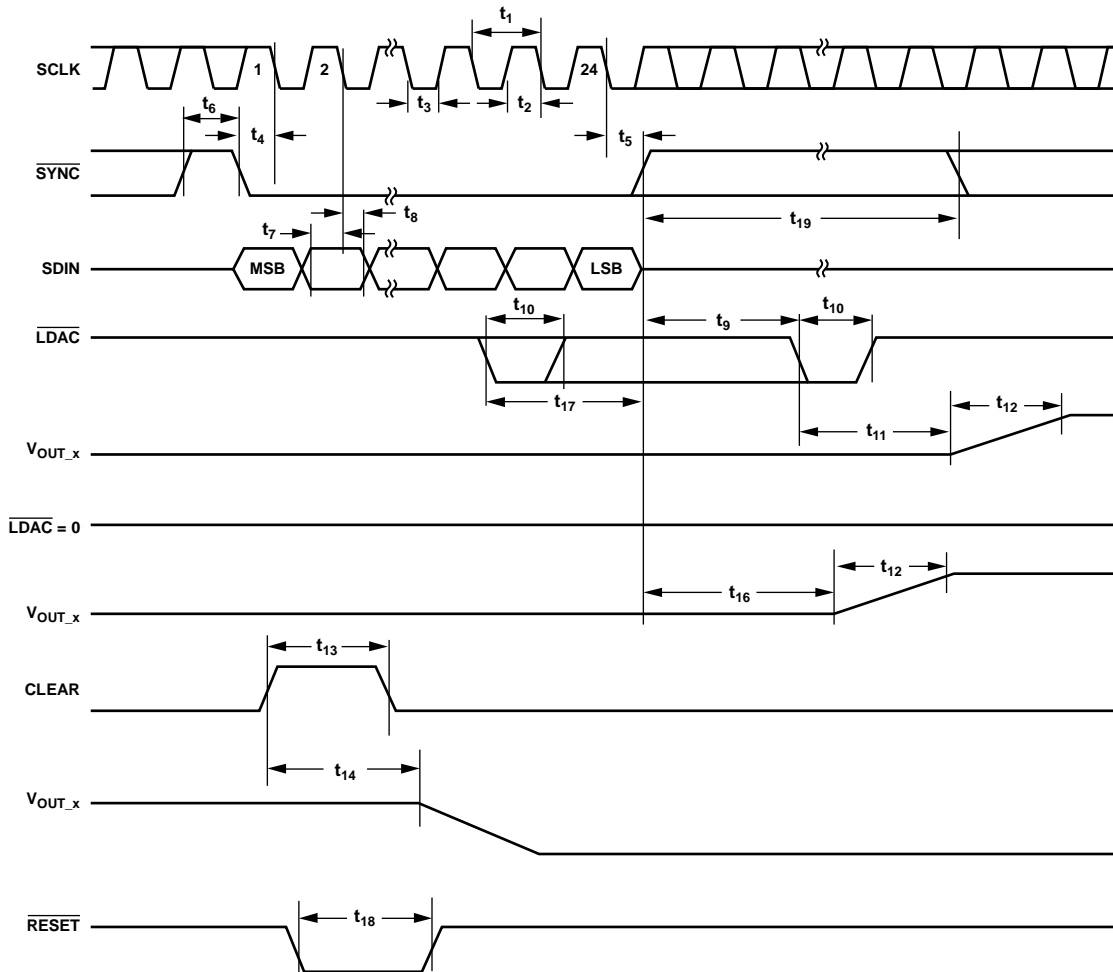 t1
SCLK
1
2
24
t3
t2
t6
t4
t5
SYNC
t7
t8
t19
SDIN
MSB
LSB
t10
t9
t10
LDAC
t17
t11
t12
VOUT_x
LDAC = 0
t16
t12
VOUT_x
t13
CLEAR
t14
VOUT_x
t18
RESET